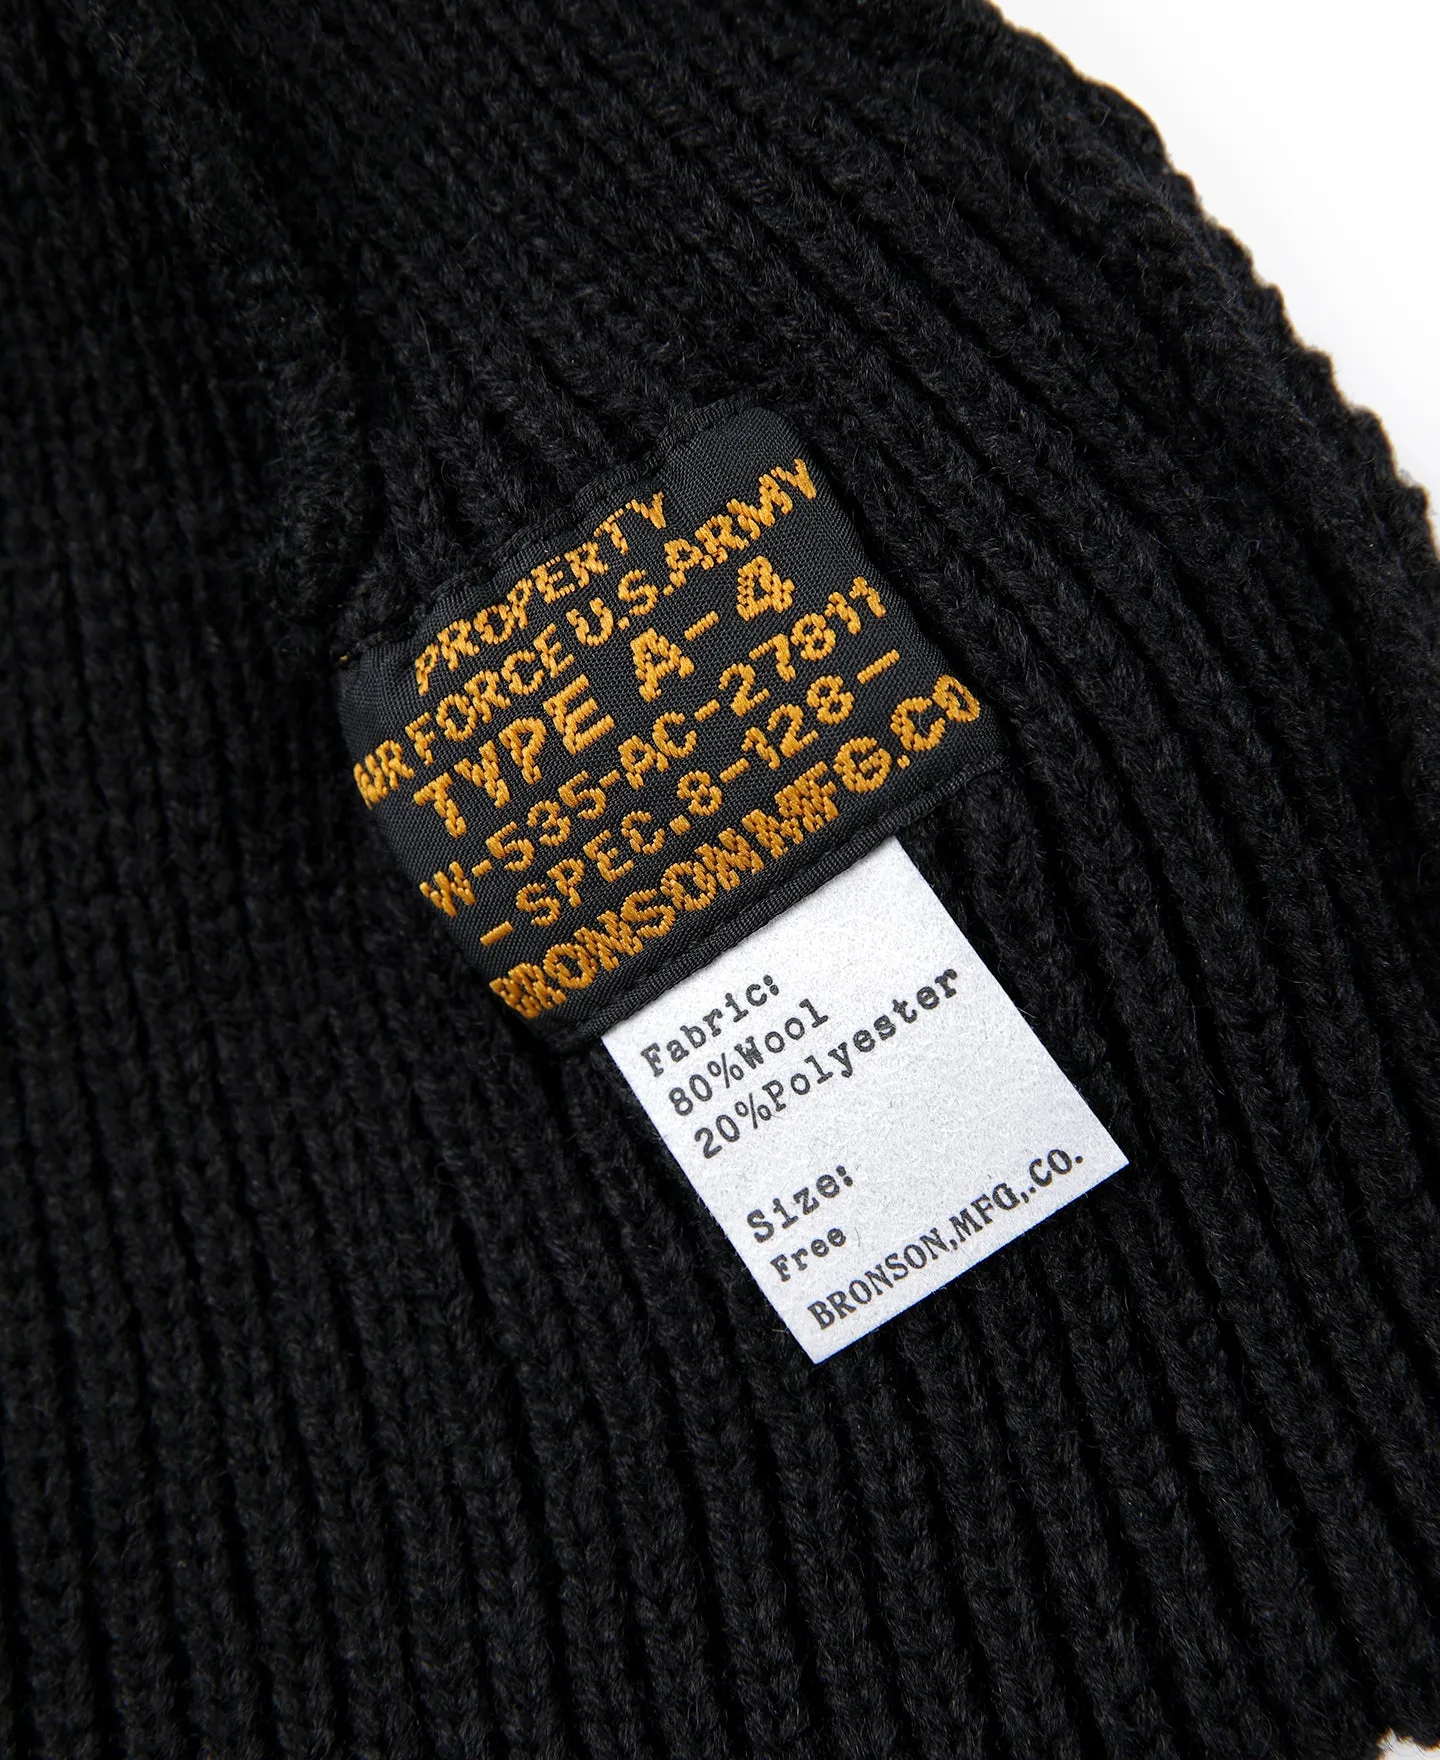 PROPERTY
AIR FORCE U.S.ARMY
TYPE A-4
W-535-AC-27811
-SPEC.8-128-
BRONSON MFG.CO
Fabric:
80%Wool
20%Polyester
Size:
Free
BRONSON,MFG,.CO.